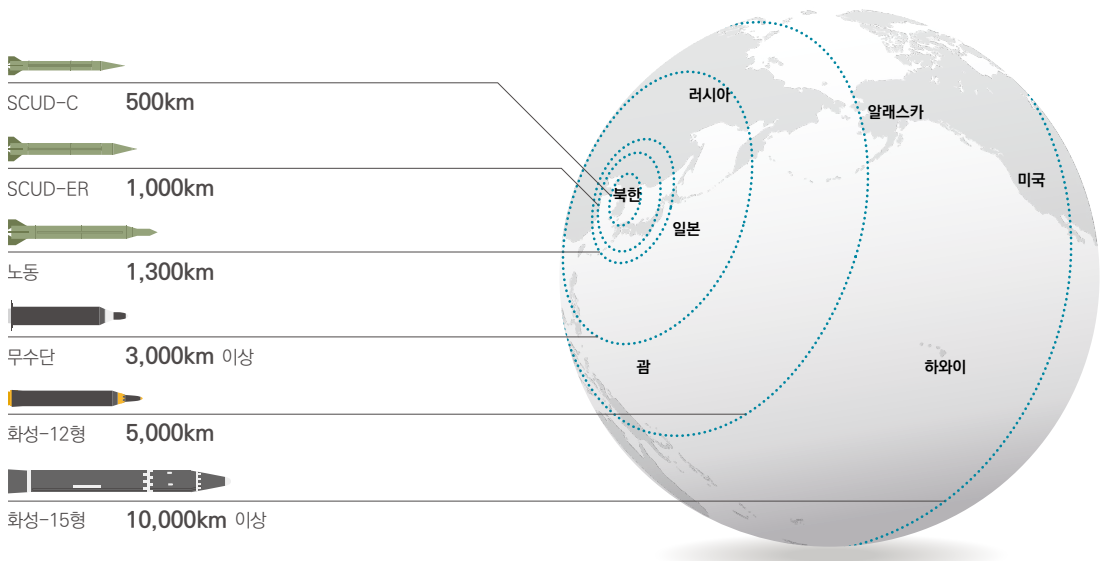 SCUD-C 500km
SCUD-ER 1,000km
노동 1,300km
무수단 3,000km 이상
화성-12형 5,000km
화성-15형 10,000km 이상
러시아
알래스카
미국
북한
일본
괌
하와이